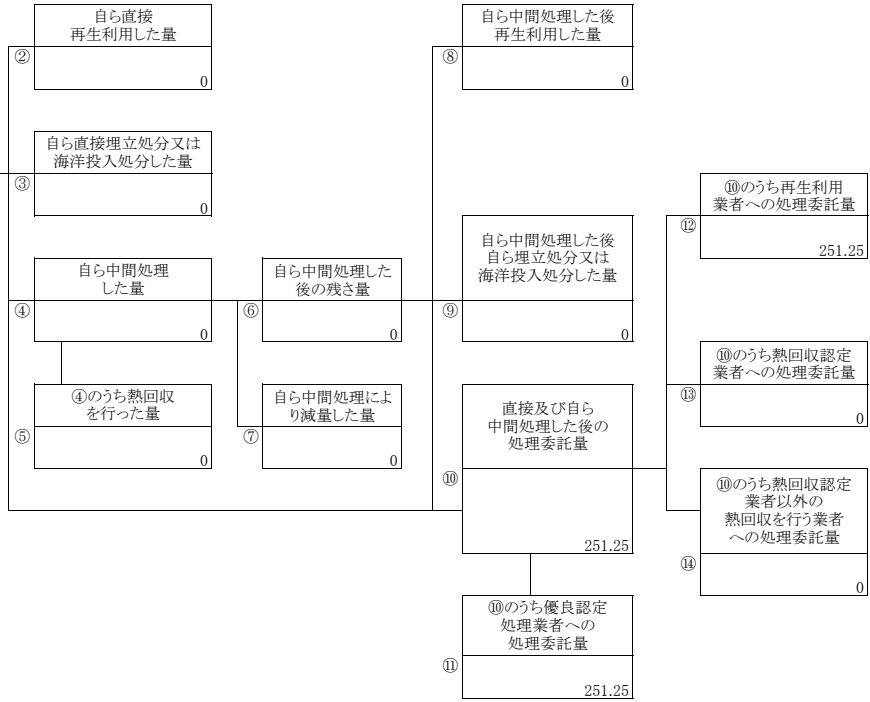 自ら直接
再生利用した量
②
0
自ら直接埋立処分又は
海洋投入処分した量
③
0
自ら中間処理
した量
④
0
④のうち熱回収
を行った量
⑤
0
自ら中間処理した
後の残さ量
⑥
0
自ら中間処理によ
り減量した量
⑦
0
自ら中間処理した後
再生利用した量
⑧
0
自ら中間処理した後
自ら埋立処分又は
海洋投入処分した量
⑨
0
直接及び自ら
中間処理した後の
処理委託量
⑩
251.25
⑩のうち優良認定
処理業者への
処理委託量
⑪
251.25
⑩のうち再生利用
業者への処理委託量
⑫
251.25
⑩のうち熱回収認定
業者への処理委託量
⑬
0
⑩のうち熱回収認定
業者以外の
熱回収を行う業者
への処理委託量
⑭
0